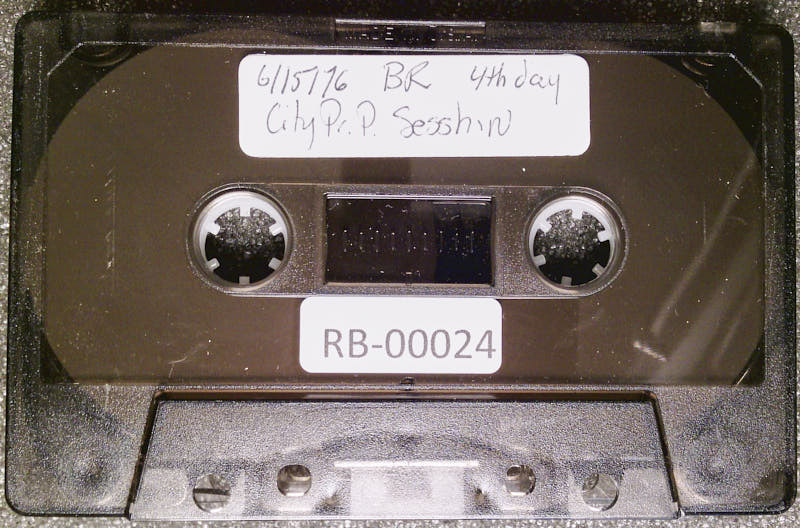 6/15/76 BR 4th day
City Pr. P. Sesshin
RB-00024